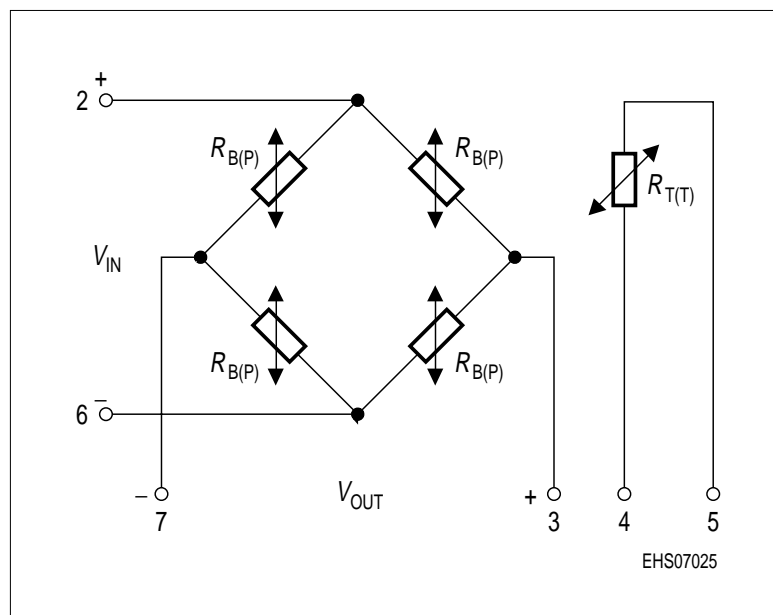 +
2
R B(P) R B(P)
R T(T)
V IN
R B(P) R B(P)
6 –
– 7 V OUT + 3 4 5
EHS07025